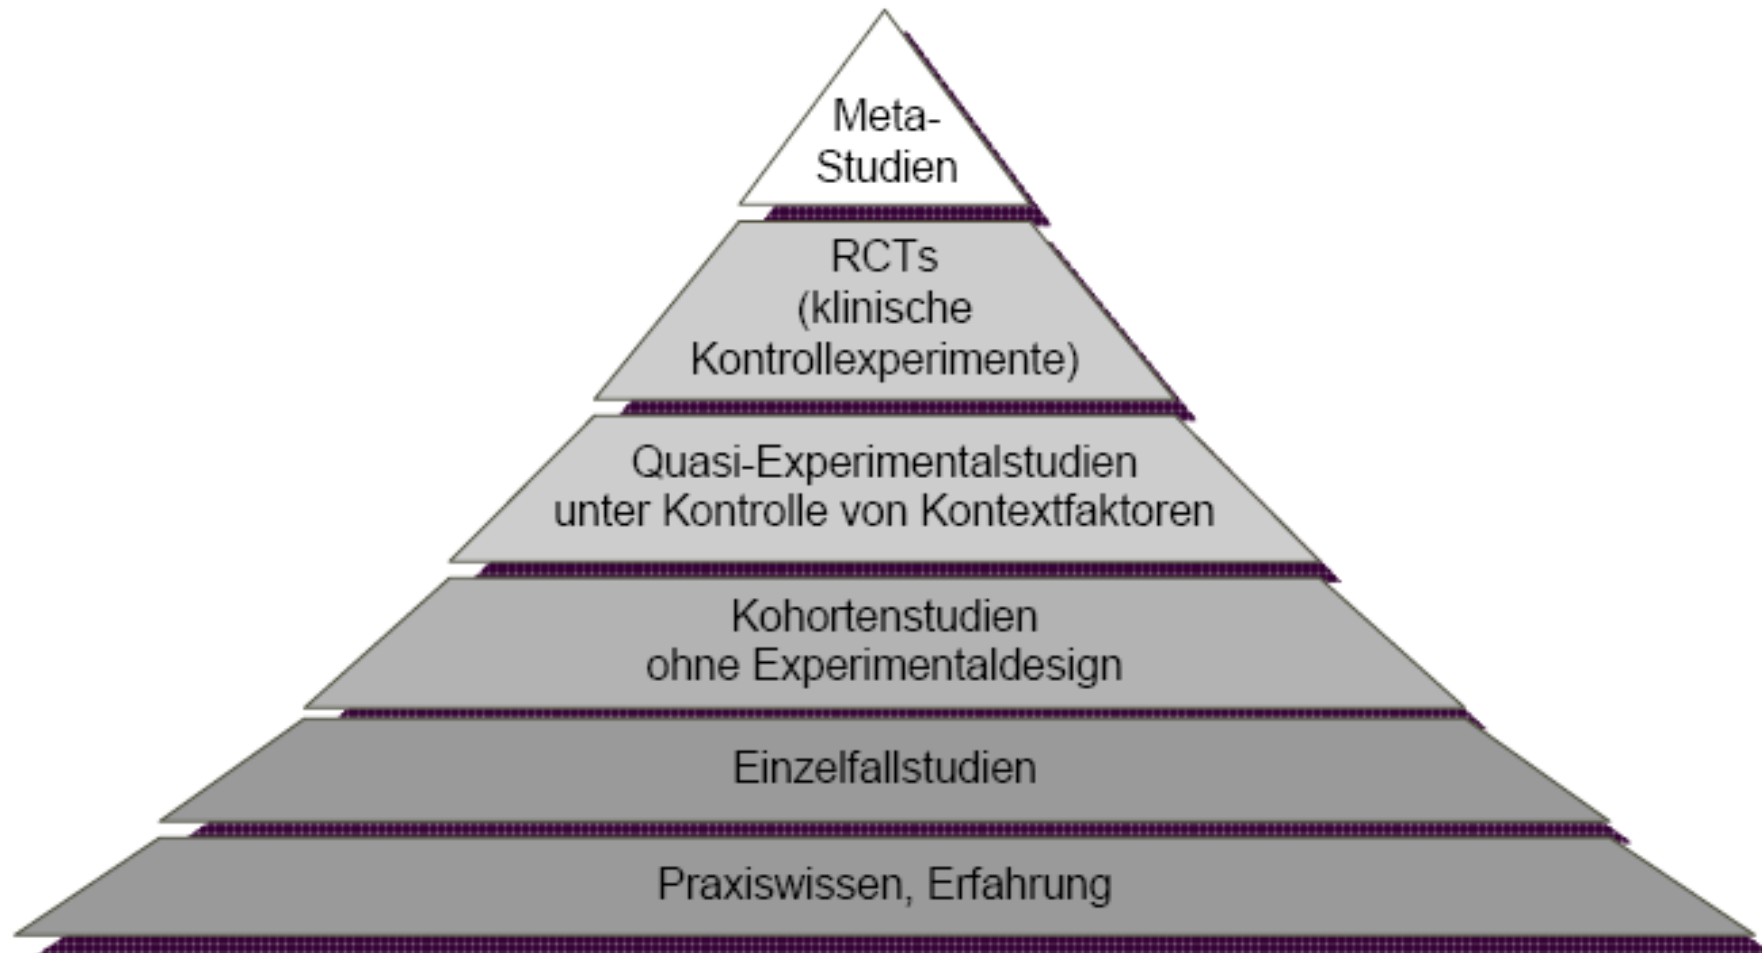 Meta-
Studien
RCTs
(klinische
Kontrollexperimente)
Quasi-Experimentalstudien
unter Kontrolle von Kontextfaktoren
Kohortenstudien
ohne Experimentaldesign
Einzelfallstudien
Praxiswissen, Erfahrung